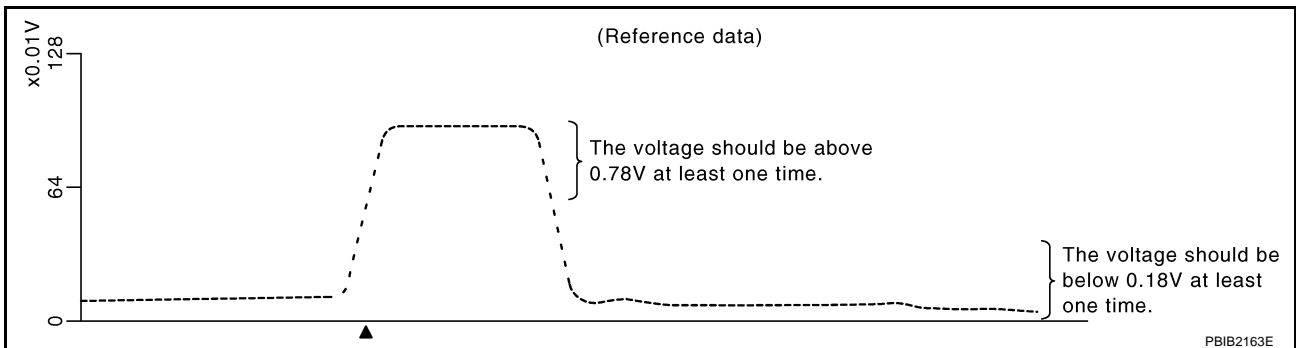 (Reference data)
x0.01V
128
64
0
The voltage should be above
0.78V at least one time.
The voltage should be
below 0.18V at least
one time.
PBIB2163E